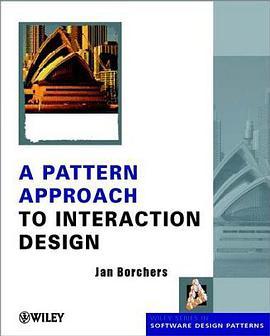 A PATTERN
APPROACH
TO INTERACTION
DESIGN
Jan Borchers
WILEY
WILEY SERIES IN
SOFTWARE DESIGN PATTERNS